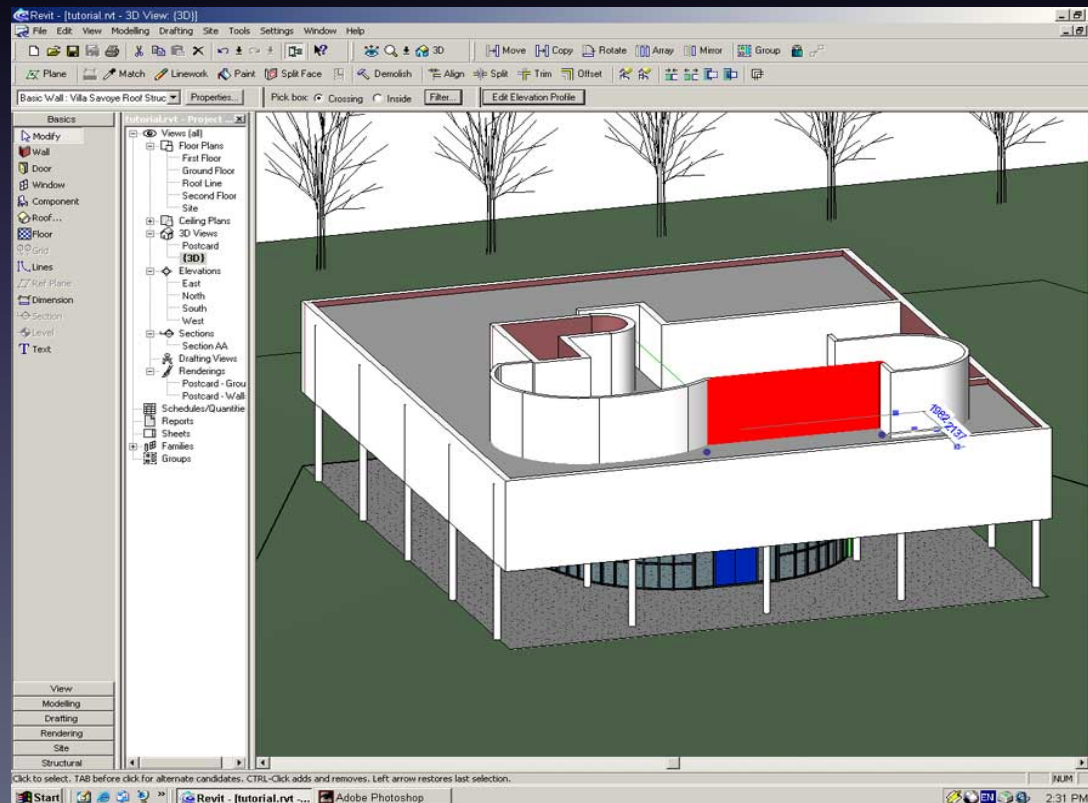 Revit - [tutorial.rvt - 3D View: {3D}]
File Edit View Modelling Drafting Site Tools Settings Window Help
3D Move Copy Rotate Array Mirror Group
Plane Match Linework Paint Split Face Demolish Align Split Trim Offset
Basic Wall : Villa Savoye Roof Struc Properties... Pick box: Crossing Inside Filter... Edit Elevation Profile
Basics
Modify
Wall
Door
Window
Component
Roof...
Floor
Grid
Lines
Ref Plane
Dimension
Section
Level
Text
View
Modelling
Drafting
Rendering
Site
Structural
tutorial.rvt - Project ...
Views (all)
Floor Plans
First Floor
Ground Floor
Roof Line
Second Floor
Site
Ceiling Plans
3D Views
Postcard
{3D}
Elevations
East
North
South
West
Sections
Section AA
Drafting Views
Renderings
Postcard - Grou
Postcard - Wall
Schedules/Quantitie
Reports
Sheets
Families
Groups
1982.2137
Click to select. TAB before click for alternate candidates. CTRL-Click adds and removes. Left arrow restores last selection. NUM
Start Revit - [tutorial.rvt -... Adobe Photoshop EN 2:31 PM